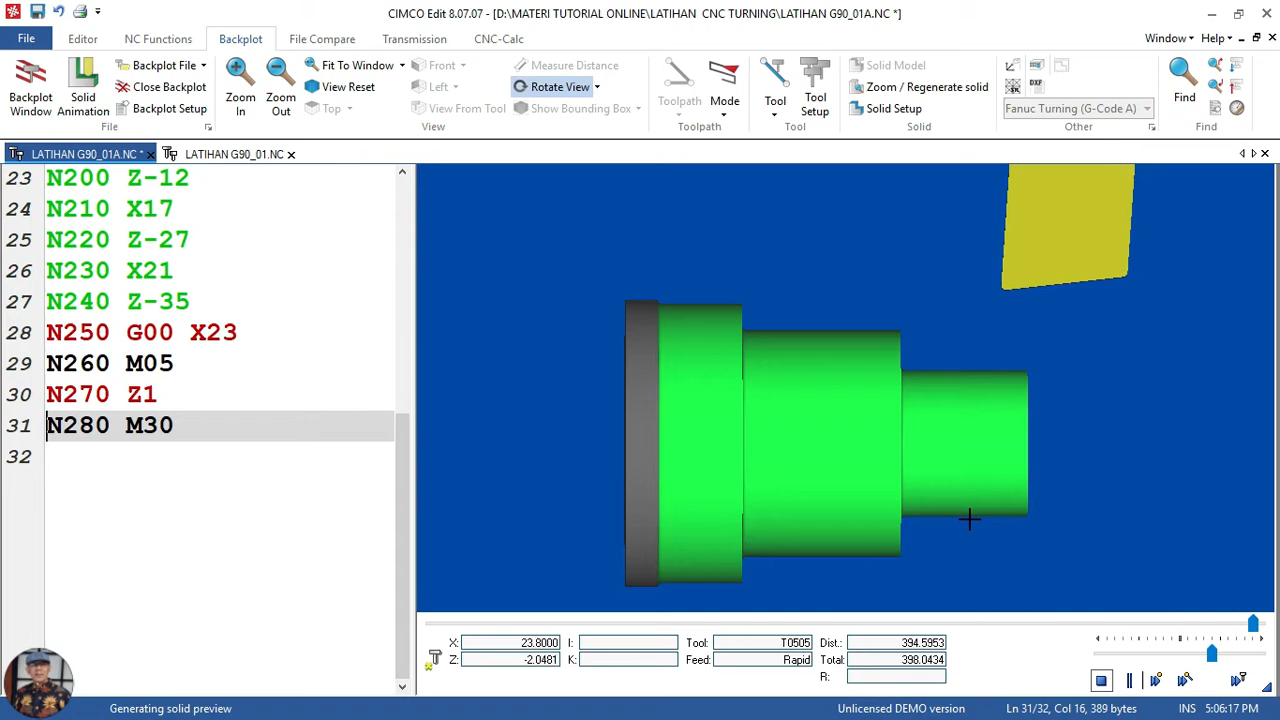 CIMCO Edit 8.07.07 - [D:\MATERI TUTORIAL ONLINE\LATIHAN CNC TURNING\LATIHAN G90_01A.NC *]
File Editor NC Functions Backplot File Compare Transmission CNC-Calc Window Help
Backplot Window
Solid Animation
Backplot File
Close Backplot
Backplot Setup
File
Zoom In
Zoom Out
Fit To Window
View Reset
Top
Front
Left
View From Tool
Measure Distance
Rotate View
Show Bounding Box
View
Toolpath
Mode
Toolpath
Tool
Tool Setup
Tool
Solid Model
Zoom / Regenerate solid
Solid Setup
Solid
DXF
Fanuc Turning (G-Code A)
Other
Find
Find
LATIHAN G90_01A.NC * LATIHAN G90_01.NC
23 N200 Z-12
24 N210 X17
25 N220 Z-27
26 N230 X21
27 N240 Z-35
28 N250 G00 X23
29 N260 M05
30 N270 Z1
31 N280 M30
32
X: 23.8000 I: Tool: T0505 Dist.: 394.5953
Z: -2.0481 K: Feed: Rapid Total: 398.0434
R:
Generating solid preview Unlicensed DEMO version Ln 31/32, Col 16, 389 bytes INS 5:06:17 PM